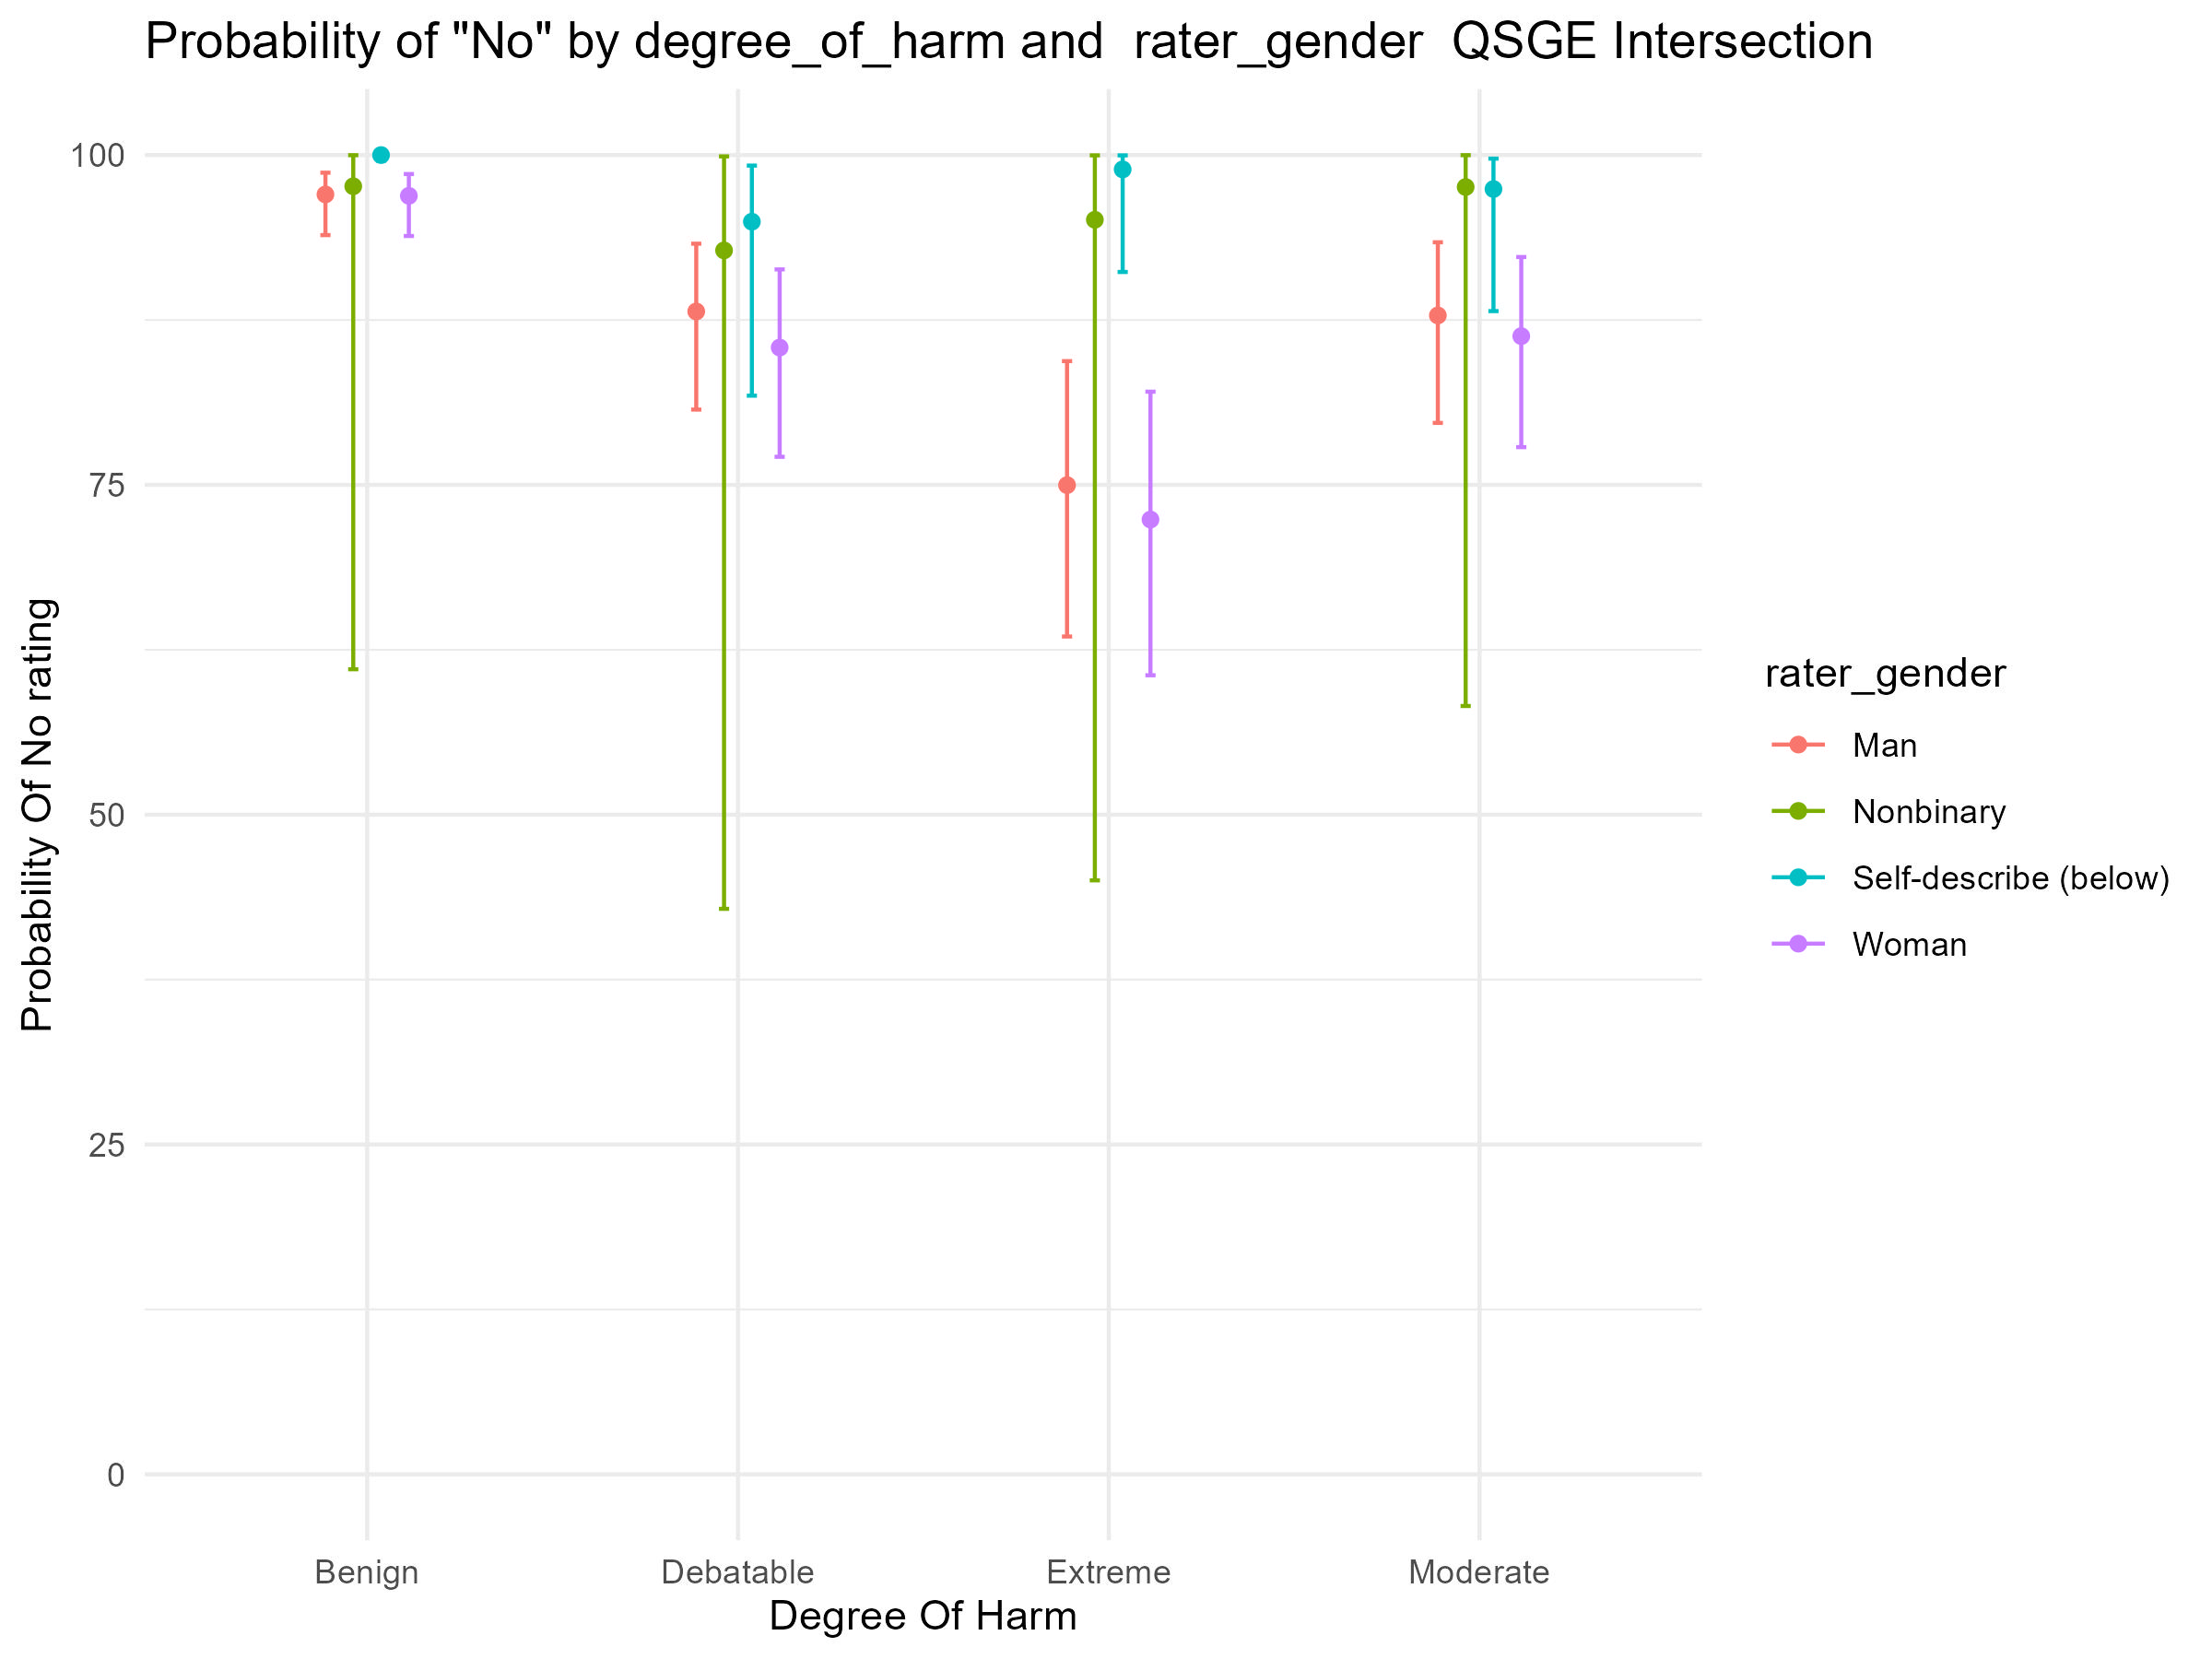 Probability of "No" by degree_of_harm and  rater_gender  QSGE Intersection
Probability Of No rating
100
75
50
25
0
Benign
Debatable
Extreme
Moderate
Degree Of Harm
rater_gender
Man
Nonbinary
Self-describe (below)
Woman